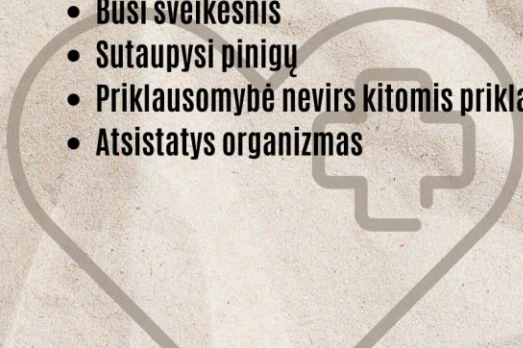 Būsi sveikesnis
Sutaupysi pinigų
Priklausomybė nevirs kitomis
Atsistatys organizmas